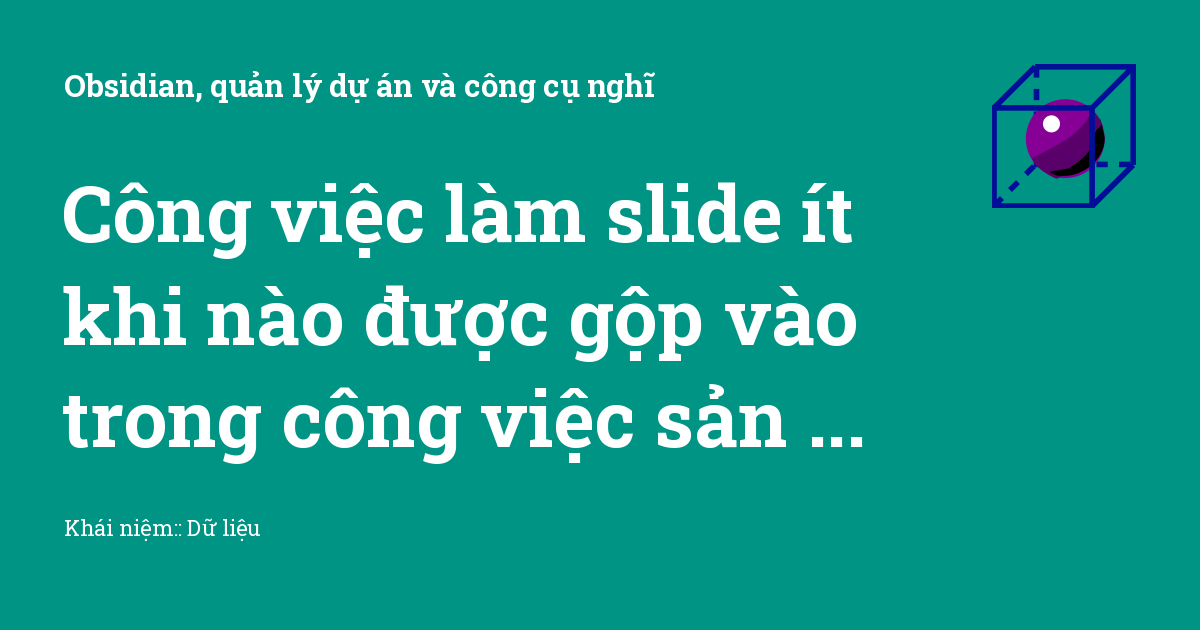 Obsidian, quản lý dự án và công cụ nghĩ
Công việc làm slide ít
khi nào được gộp vào
trong công việc sản ...
Khái niệm:: Dữ liệu